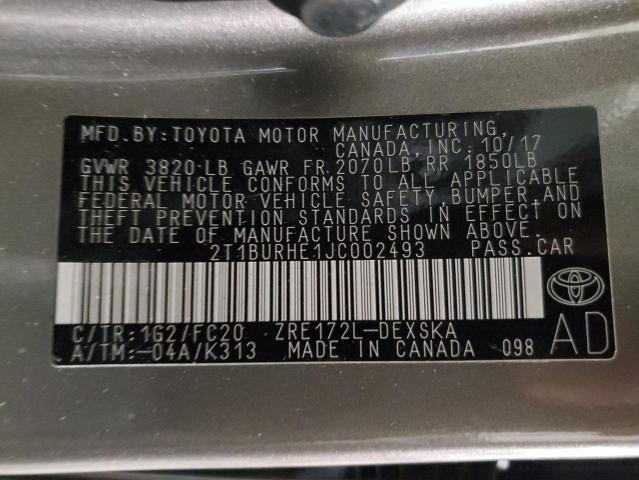 MFD.BY:TOYOTA MOTOR MANUFACTURING,
CANADA,INC. 10/17
GVWR 3820 LB GAWR FR 2070LB RR 1850LB
THIS VEHICLE CONFORMS TO ALL APPLICABLE
FEDERAL MOTOR VEHICLE SAFETY,BUMPER,AND
THEFT PREVENTION STANDARDS IN EFFECT ON
THE DATE OF MANUFACTURE SHOWN ABOVE.
2T1BURHE1JC002493 PASS.CAR
C/TR:1G2/FC20 ZRE172L-DEXSKA
A/TM:-04A/K313 MADE IN CANADA 098
AD